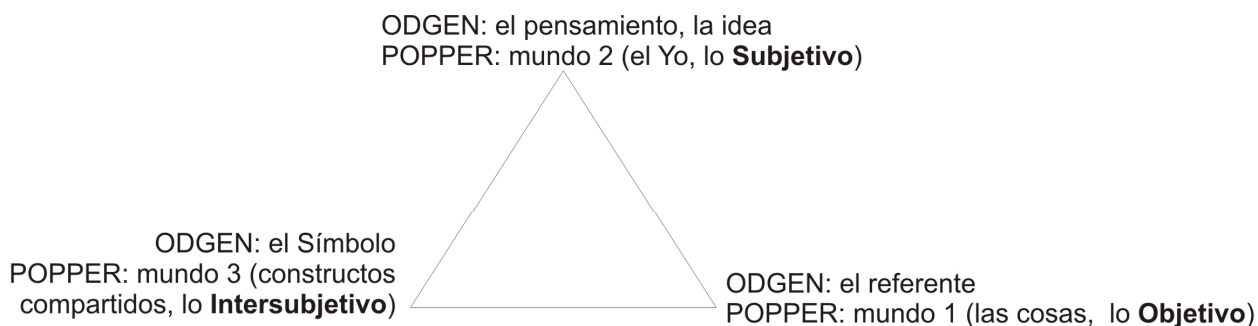 ODGEN: el pensamiento, la idea
POPPER: mundo 2 (el Yo, lo Subjetivo)
ODGEN: el Símbolo
POPPER: mundo 3 (constructos
compartidos, lo Intersubjetivo)
ODGEN: el referente
POPPER: mundo 1 (las cosas, lo Objetivo)